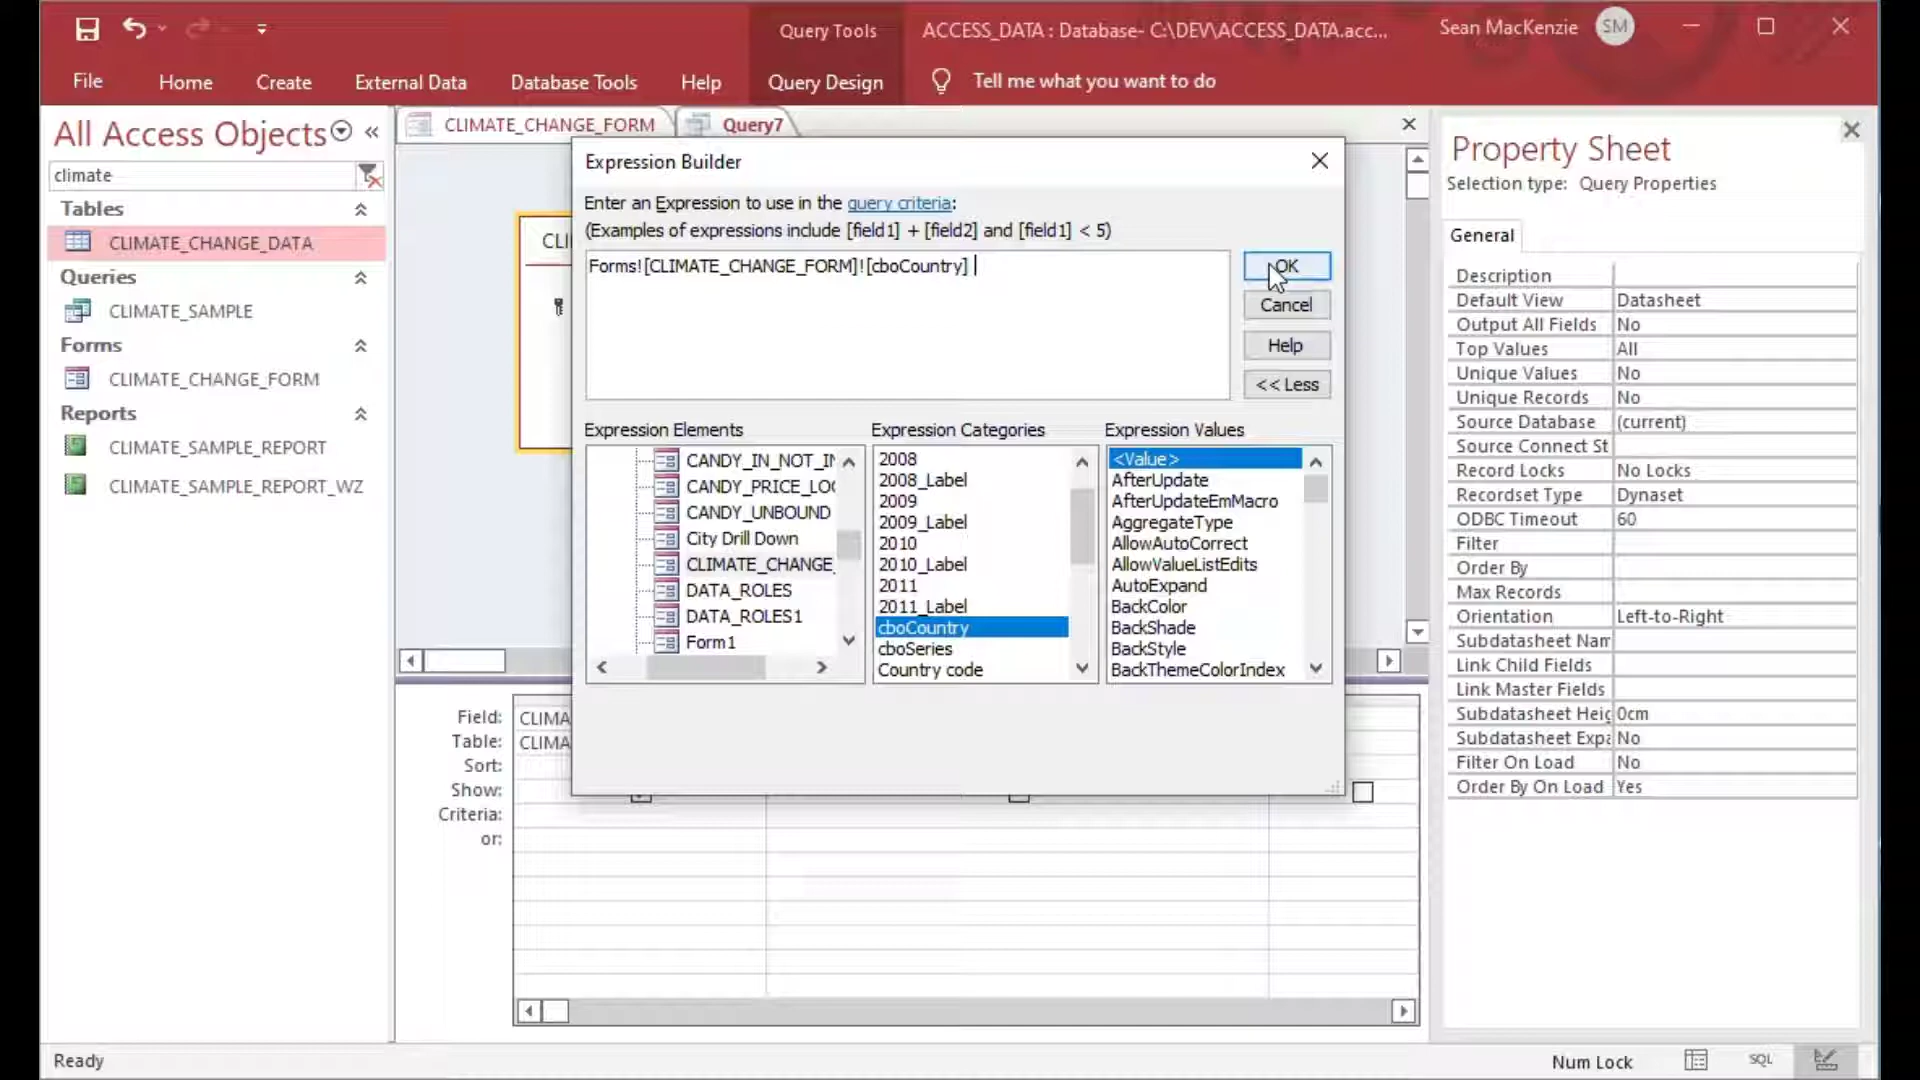 Query Tools
ACCESS_DATA : Database- C:\DEV\ACCESS_DATA.acc...
Sean MacKenzie
SM
File
Home
Create
External Data
Database Tools
Help
Query Design
Tell me what you want to do
All Access Objects
climate
Tables
CLIMATE_CHANGE_DATA
Queries
CLIMATE_SAMPLE
Forms
CLIMATE_CHANGE_FORM
Reports
CLIMATE_SAMPLE_REPORT
CLIMATE_SAMPLE_REPORT_WZ
CLIMATE_CHANGE_FORM
Query7
CLI
Expression Builder
Enter an Expression to use in the query criteria:
(Examples of expressions include [field1] + [field2] and [field1] < 5)
Forms![CLIMATE_CHANGE_FORM]![cboCountry]
OK
Cancel
Help
<< Less
Expression Elements
CANDY_IN_NOT_IN
CANDY_PRICE_LOO
CANDY_UNBOUND
City Drill Down
CLIMATE_CHANGE_
DATA_ROLES
DATA_ROLES1
Form1
Expression Categories
2008
2008_Label
2009
2009_Label
2010
2010_Label
2011
2011_Label
cboCountry
cboSeries
Country code
Expression Values
<Value>
AfterUpdate
AfterUpdateEmMacro
AggregateType
AllowAutoCorrect
AllowValueListEdits
AutoExpand
BackColor
BackShade
BackStyle
BackThemeColorIndex
Field: CLIMA
Table: CLIMA
Sort:
Show:
Criteria:
or:
Property Sheet
Selection type: Query Properties
General
Description
Default View Datasheet
Output All Fields No
Top Values All
Unique Values No
Unique Records No
Source Database (current)
Source Connect St
Record Locks No Locks
Recordset Type Dynaset
ODBC Timeout 60
Filter
Order By
Max Records
Orientation Left-to-Right
Subdatasheet Nam
Link Child Fields
Link Master Fields
Subdatasheet Heig 0cm
Subdatasheet Expa No
Filter On Load No
Order By On Load Yes
Ready
Num Lock
SQL